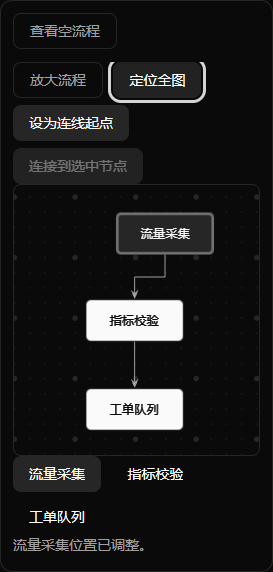 查看空流程
放大流程 定位全图
设为连线起点
连接到选中节点
流量采集
指标校验
工单队列
流量采集 指标校验
工单队列
流量采集位置已调整。